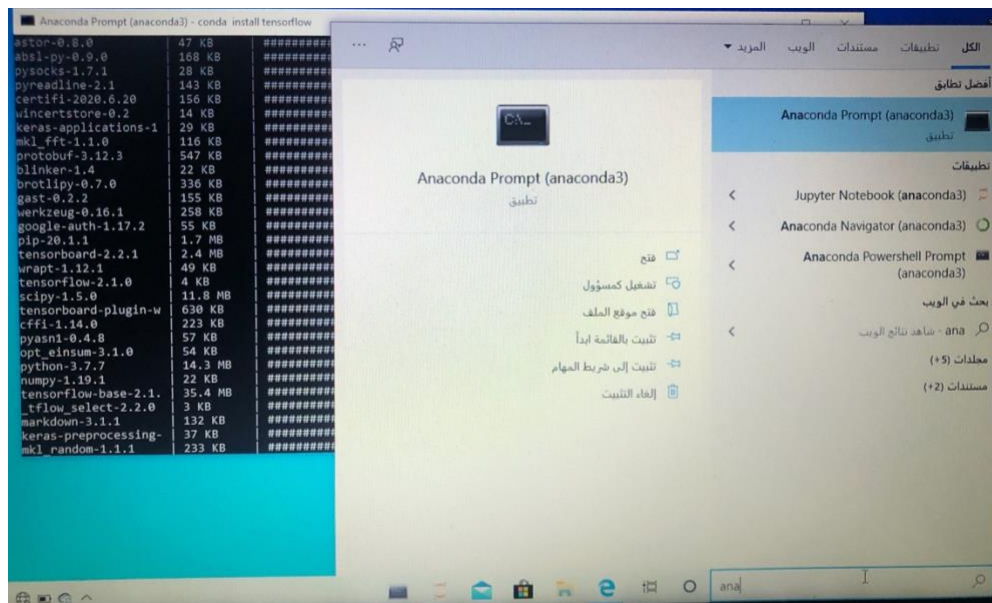 Anaconda Prompt (anaconda3) - conda install tensorflow
astor-0.8.0 | 47 KB | ##########
absl-py-0.9.0 | 168 KB | ##########
pysocks-1.7.1 | 28 KB | ##########
pyreadline-2.1 | 143 KB | ##########
certifi-2020.6.20 | 156 KB | ##########
wincertstore-0.2 | 14 KB | ##########
keras-applications-1 | 29 KB | ##########
mkl_fft-1.1.0 | 116 KB | ##########
protobuf-3.12.3 | 547 KB | ##########
blinker-1.4 | 22 KB | ##########
brotlipy-0.7.0 | 336 KB | ##########
gast-0.2.2 | 155 KB | ##########
werkzeug-0.16.1 | 258 KB | ##########
google-auth-1.17.2 | 55 KB | ##########
pip-20.1.1 | 1.7 MB | ##########
tensorboard-2.2.1 | 2.4 MB | ##########
wrapt-1.12.1 | 49 KB | ##########
tensorflow-2.1.0 | 4 KB | ##########
scipy-1.5.0 | 11.8 MB | ##########
tensorboard-plugin-w | 630 KB | ##########
cffi-1.14.0 | 223 KB | ##########
pyasn1-0.4.8 | 57 KB | ##########
opt_einsum-3.1.0 | 54 KB | ##########
python-3.7.7 | 14.3 MB | ##########
numpy-1.19.1 | 22 KB | ##########
tensorflow-base-2.1. | 35.4 MB | ##########
_tflow_select-2.2.0 | 3 KB | ##########
markdown-3.1.1 | 132 KB | ##########
keras-preprocessing- | 37 KB | ##########
mkl_random-1.1.1 | 233 KB | ##########
الكل تطبيقات مستندات الويب المزيد
أفضل تطابق
Anaconda Prompt (anaconda3)
تطبيق
تطبيقات
Jupyter Notebook (anaconda3)
Anaconda Navigator (anaconda3)
Anaconda Powershell Prompt
(anaconda3)
بحث في الويب
ana - شاهد نتائج الويب
مجلدات (5+)
مستندات (2+)
C:\_
Anaconda Prompt (anaconda3)
تطبيق
فتح
تشغيل كمسؤول
فتح موقع الملف
تثبيت بالقائمة ابدأ
تثبيت إلى شريط المهام
إلغاء التثبيت
ana